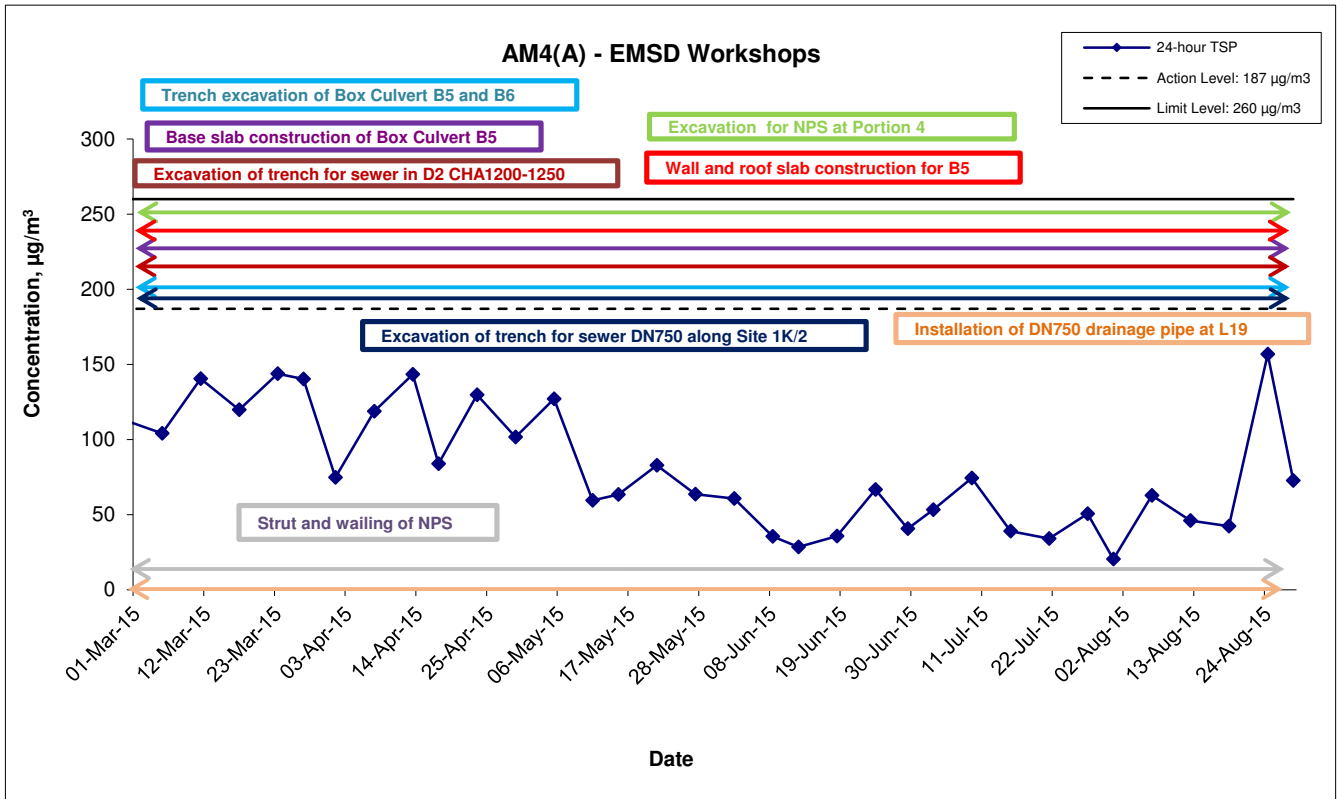 AM4(A) - EMSD Workshops
24-hour TSP
Action Level: 187 µg/m3
Limit Level: 260 µg/m3
Trench excavation of Box Culvert B5 and B6
Base slab construction of Box Culvert B5
Excavation for NPS at Portion 4
Excavation of trench for sewer in D2 CHA1200-1250
Wall and roof slab construction for B5
Excavation of trench for sewer DN750 along Site 1K/2
Installation of DN750 drainage pipe at L19
Strut and wailing of NPS
Concentration, µg/m³
300
250
200
150
100
50
0
01-Mar-15
12-Mar-15
23-Mar-15
03-Apr-15
14-Apr-15
25-Apr-15
06-May-15
17-May-15
28-May-15
08-Jun-15
19-Jun-15
30-Jun-15
11-Jul-15
22-Jul-15
02-Aug-15
13-Aug-15
24-Aug-15
Date